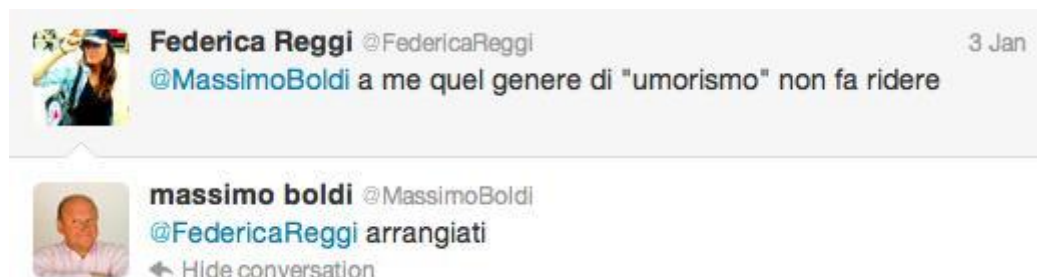 Federica Reggi @FedericaReggi 3 Jan
@MassimoBoldi a me quel genere di "umorismo" non fa ridere
massimo boldi @MassimoBoldi
@FedericaReggi arrangiati
Hide conversation